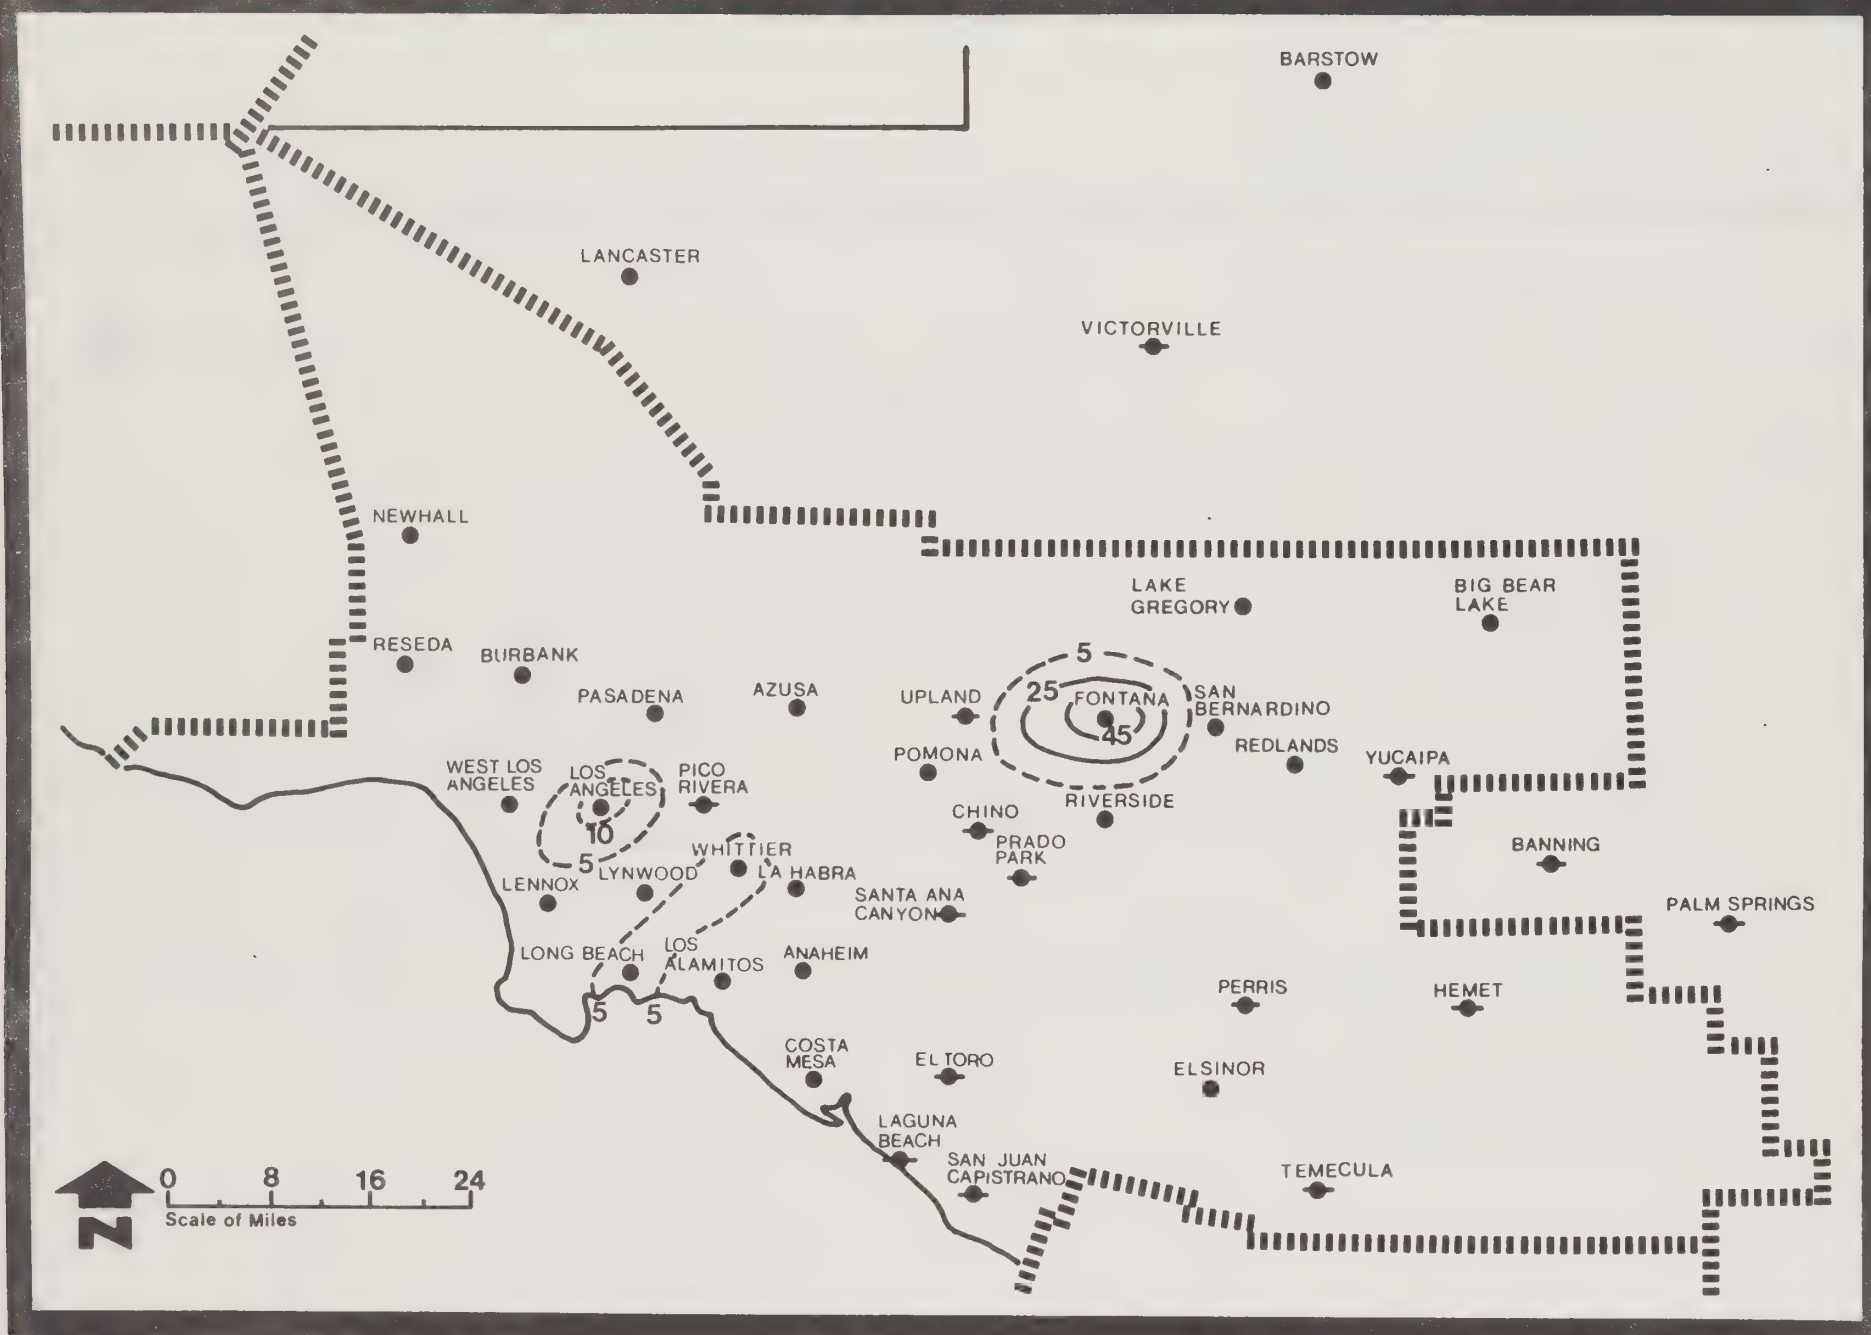 BARSTOW
LANCASTER
VICTORVILLE
NEWHALL
LAKE
GREGORY
BIG BEAR
LAKE
RESEDA
BURBANK
5
PASADENA
AZUSA
UPLAND
25
FONTANA
45
SAN
BERNARDINO
REDLANDS
POMONA
YUCAIPA
WEST LOS
ANGELES
LOS
ANGELES
10
5
PICO
RIVERA
RIVERSIDE
CHINO
PRADO
PARK
BANNING
WHITTIER
LYNWOOD
LENNOX
LA HABRA
SANTA ANA
CANYON
PALM SPRINGS
LONG BEACH
LOS
ALAMITOS
ANAHEIM
5
5
PERRIS
HEMET
COSTA
MESA
EL TORO
ELSINOR
LAGUNA
BEACH
SAN JUAN
CAPISTRANO
TEMECULA
0 8 16 24
Scale of Miles
N